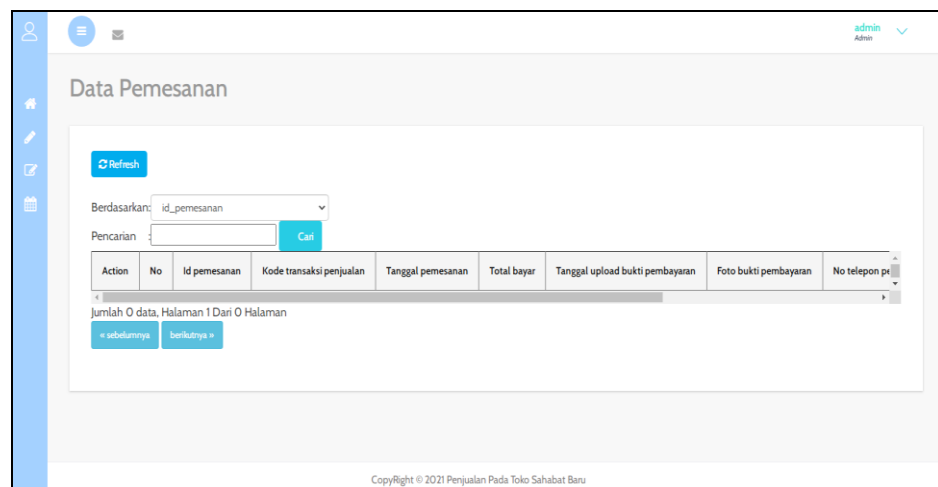 admin
Admin
Data Pemesanan
Refresh
Berdasarkan: id_pemesanan
Pencarian : Cari
Action No Id pemesanan Kode transaksi penjualan Tanggal pemesanan Total bayar Tanggal upload bukti pembayaran Foto bukti pembayaran No telepon
Jumlah 0 data, Halaman 1 Dari 0 Halaman
« sebelumnya berikutnya »
CopyRight © 2021 Penjualan Pada Toko Sahabat Baru